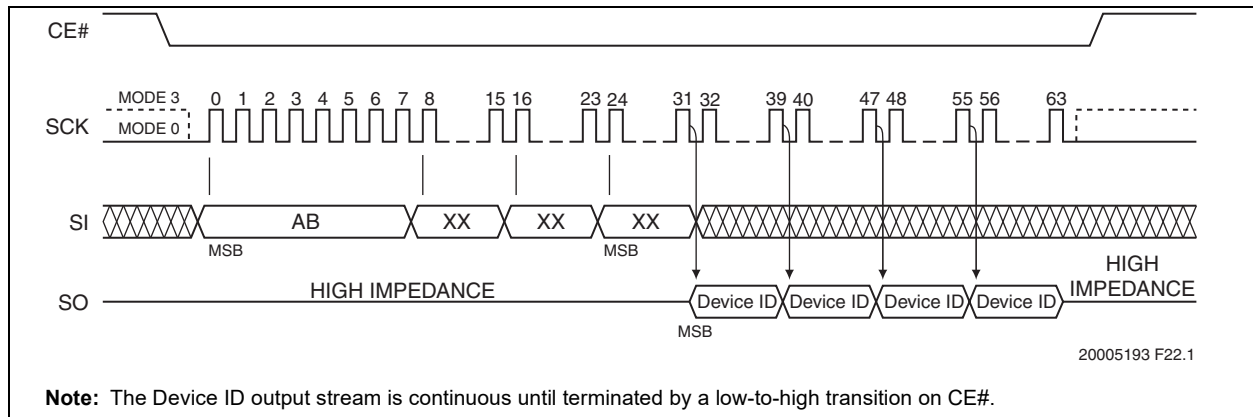 CE#
MODE 3
0 1 2 3 4 5 6 7 8 15 16 23 24 31 32 39 40 47 48 55 56 63
SCK
MODE 0
SI
AB
XX
XX
XX
MSB
MSB
HIGH IMPEDANCE
HIGH
IMPEDANCE
SO
Device ID
Device ID
Device ID
Device ID
MSB
20005193 F22.1
Note: The Device ID output stream is continuous until terminated by a low-to-high transition on CE#.